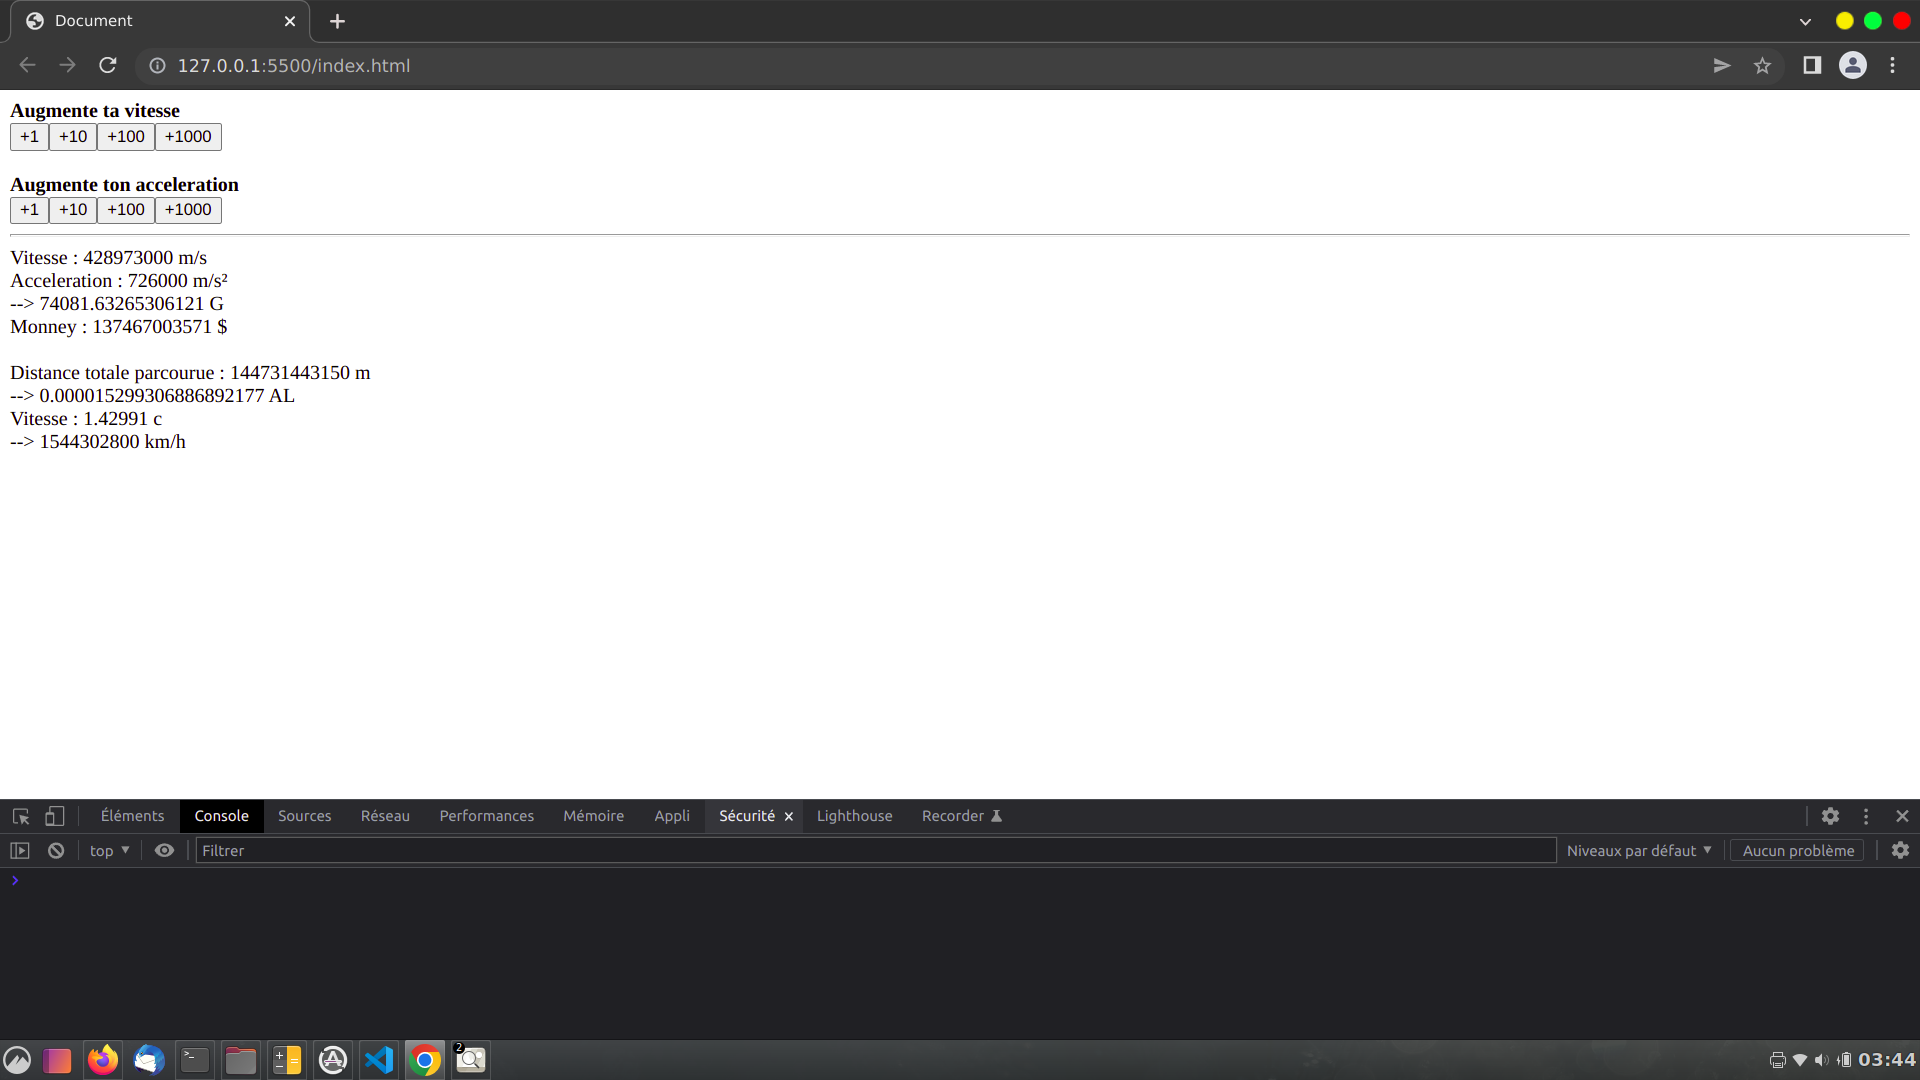 Document
127.0.0.1:5500/index.html
Augmente ta vitesse
+1 +10 +100 +1000
Augmente ton acceleration
+1 +10 +100 +1000
Vitesse : 428973000 m/s
Acceleration : 726000 m/s²
--> 74081.63265306121 G
Monney : 137467003571 $
Distance totale parcourue : 144731443150 m
--> 0.000015299306886892177 AL
Vitesse : 1.42991 c
--> 1544302800 km/h
Éléments Console Sources Réseau Performances Mémoire Appli Sécurité Lighthouse Recorder
top Filtrer Niveaux par défaut Aucun problème
2
03:44